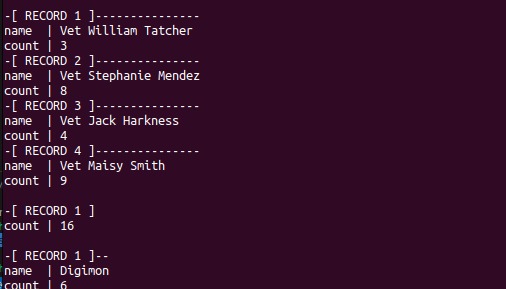 -[ RECORD 1 ]---------------
name  | Vet William Tatcher
count | 3
-[ RECORD 2 ]---------------
name  | Vet Stephanie Mendez
count | 8
-[ RECORD 3 ]---------------
name  | Vet Jack Harkness
count | 4
-[ RECORD 4 ]---------------
name  | Vet Maisy Smith
count | 9
-[ RECORD 1 ]
count | 16
-[ RECORD 1 ]--
name  | Digimon
count | 6